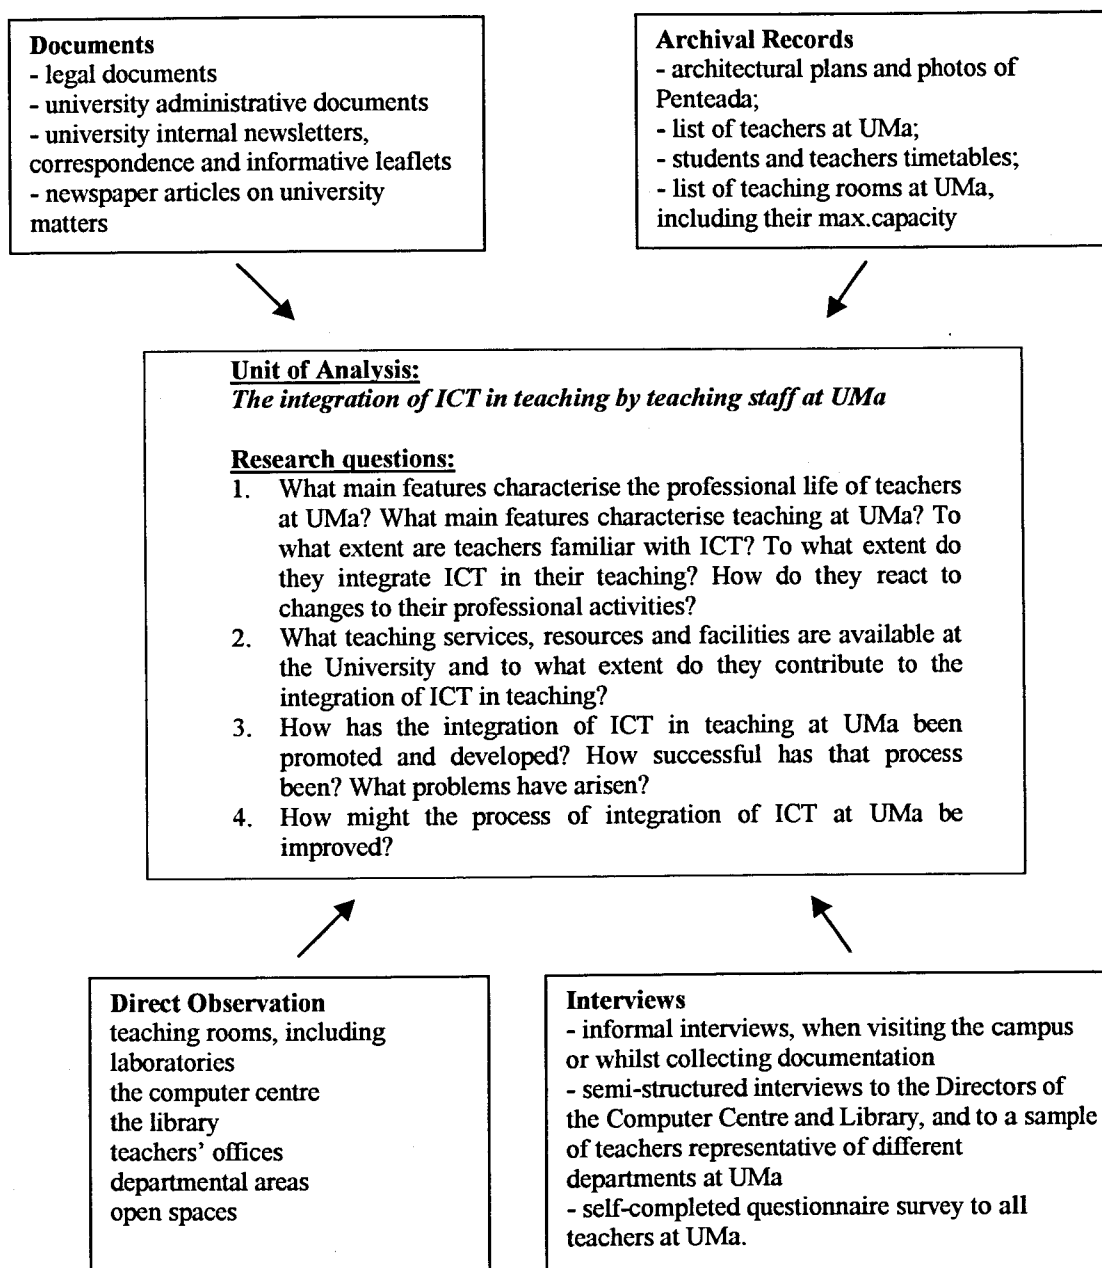 Documents
- legal documents
- university administrative documents
- university internal newsletters,
correspondence and informative leaflets
- newspaper articles on university
matters
Archival Records
- architectural plans and photos of
Penteada;
- list of teachers at UMa;
- students and teachers timetables;
- list of teaching rooms at UMa,
including their max.capacity
Unit of Analysis:
The integration of ICT in teaching by teaching staff at UMa
Research questions:
1. What main features characterise the professional life of teachers
at UMa? What main features characterise teaching at UMa? To
what extent are teachers familiar with ICT? To what extent do
they integrate ICT in their teaching? How do they react to
changes to their professional activities?
2. What teaching services, resources and facilities are available at
the University and to what extent do they contribute to the
integration of ICT in teaching?
3. How has the integration of ICT in teaching at UMa been
promoted and developed? How successful has that process
been? What problems have arisen?
4. How might the process of integration of ICT at UMa be
improved?
Direct Observation
teaching rooms, including
laboratories
the computer centre
the library
teachers' offices
departmental areas
open spaces
Interviews
- informal interviews, when visiting the campus
or whilst collecting documentation
- semi-structured interviews to the Directors of
the Computer Centre and Library, and to a sample
of teachers representative of different
departments at UMa
- self-completed questionnaire survey to all
teachers at UMa.